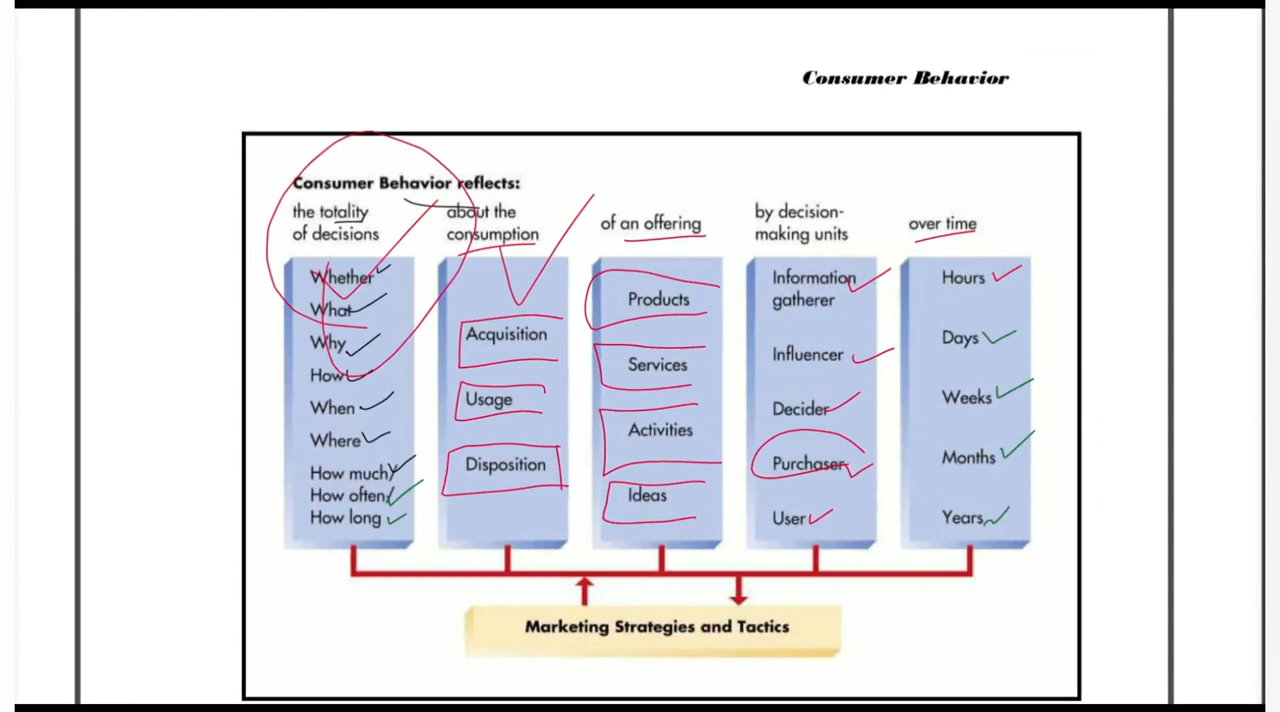 Consumer Behavior
Consumer Behavior reflects:
the totality
of decisions
Whether
What
Why
How
When
Where
How much/
How often/
How long
about the
consumption
Acquisition
Usage
Disposition
of an offering
Products
Services
Activities
Ideas
by decision-
making units
Information
gatherer
Influencer
Decider
Purchaser
User
over time
Hours
Days
Weeks
Months
Years
Marketing Strategies and Tactics